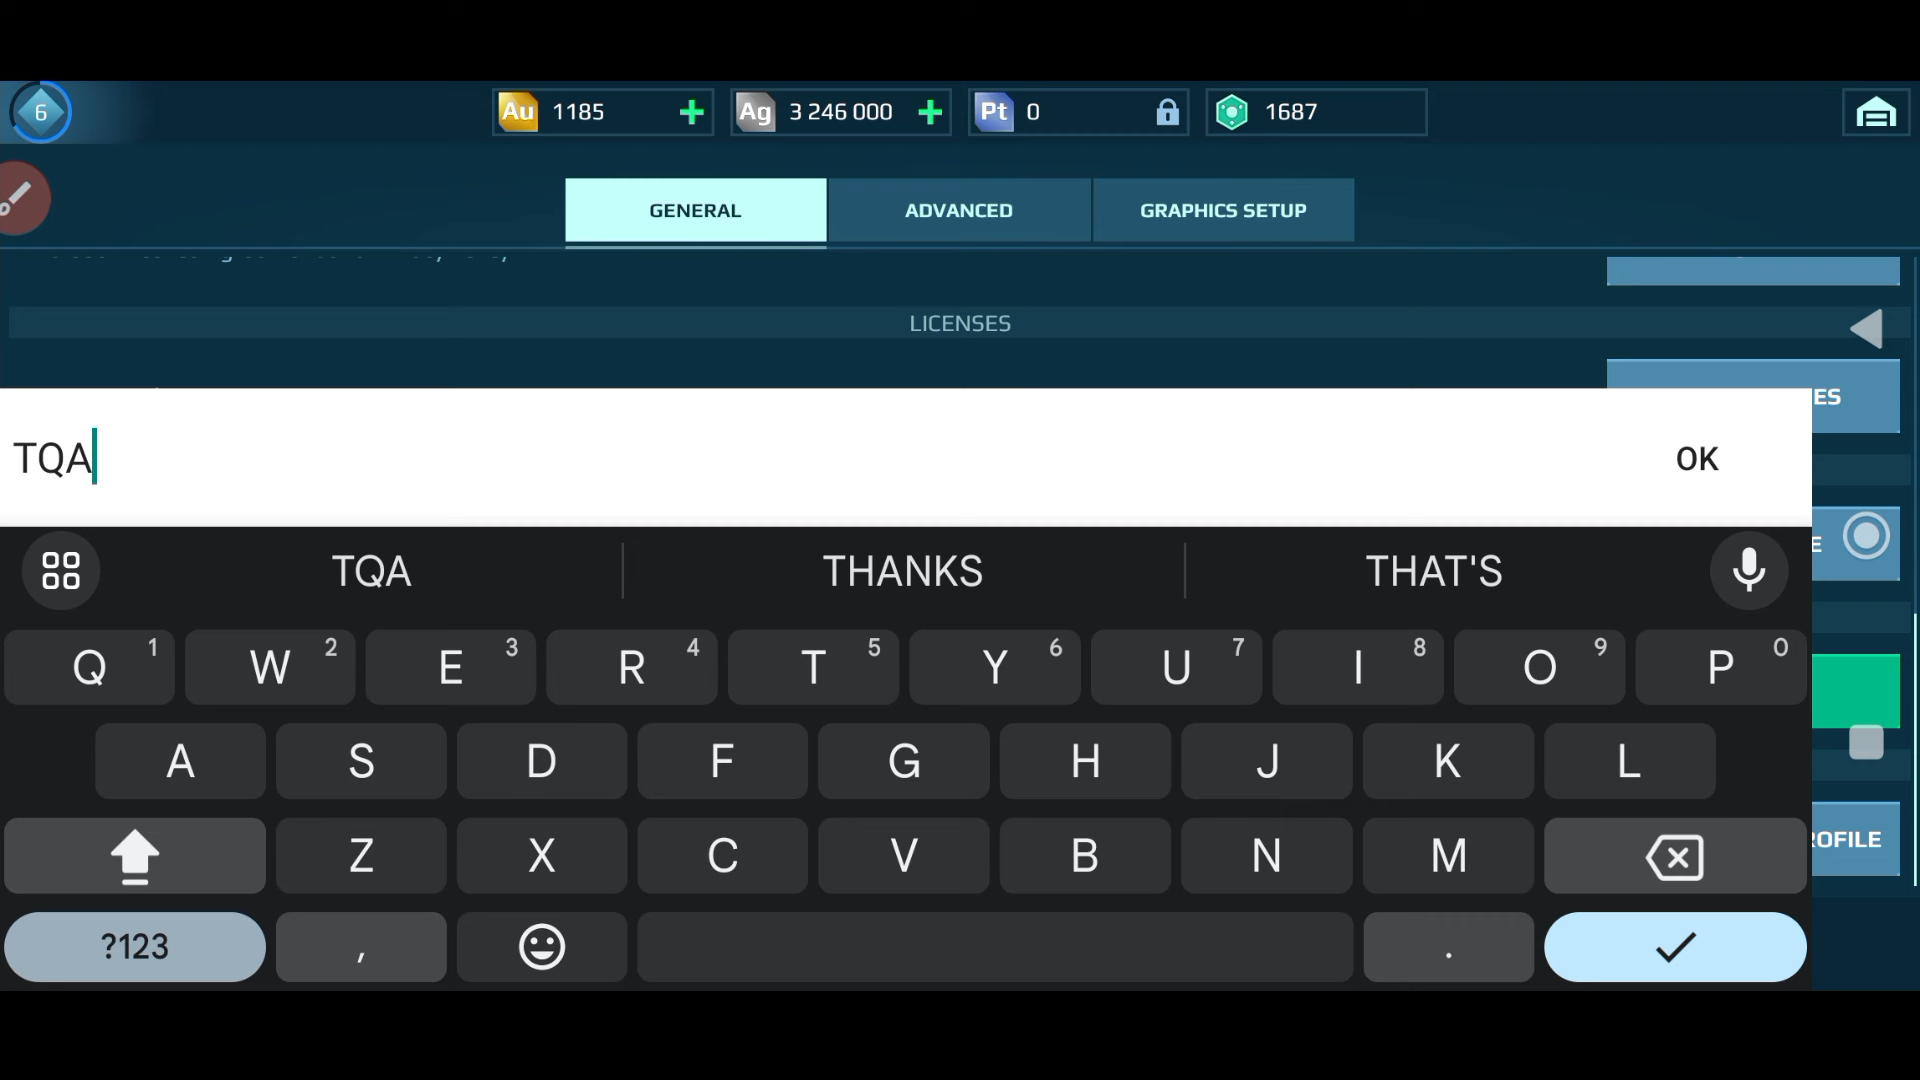 6
Au 1185 +
Ag 3 246 000 +
Pt 0
1687
GENERAL
ADVANCED
GRAPHICS SETUP
LICENSES
ES
TQA
OK
E
TQA
THANKS
THAT'S
Q 1 W 2 E 3 R 4 T 5 Y 6 U 7 I 8 O 9 P 0
A S D F G H J K L
Z X C V B N M
ROFILE
?123 , .